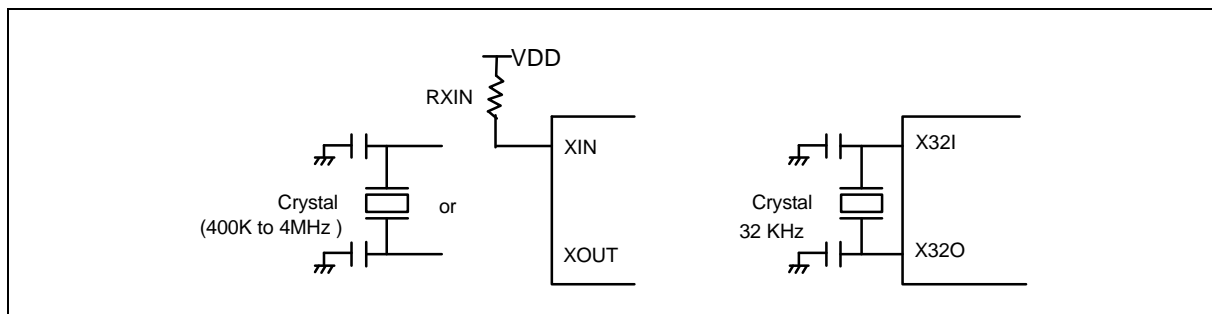 VDD
RXIN
XIN
Crystal
(400K to 4MHz )
or
XOUT
X32I
Crystal
32 KHz
X32O